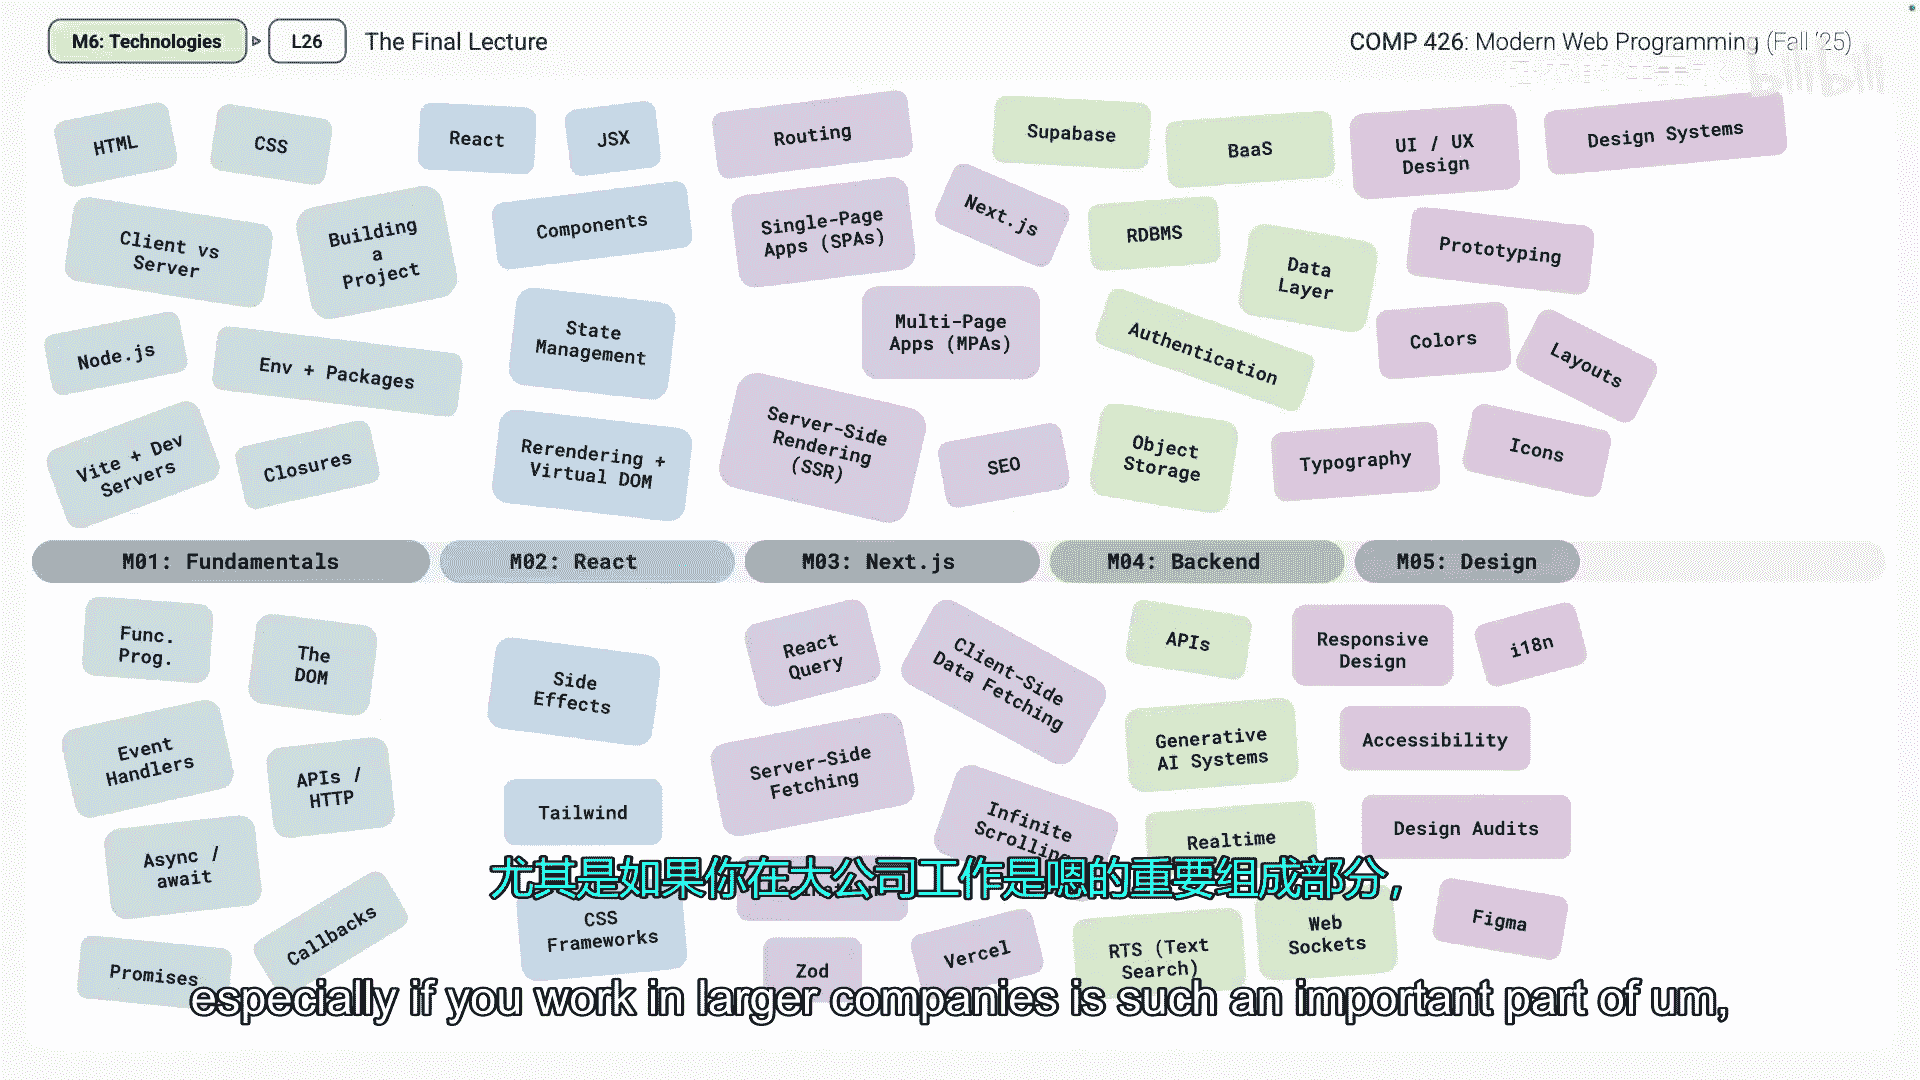 M6: Technologies
L26
The Final Lecture
COMP 426: Modern Web Programming (Fall '25)
bilibili
HTML
CSS
React
JSX
Routing
Supabase
BaaS
UI / UX
Design
Design Systems
Client vs
Server
Building
a
Project
Components
Single-Page
Apps (SPAs)
Next.js
RDBMS
Data
Layer
Prototyping
Node.js
Env + Packages
State
Management
Multi-Page
Apps (MPAs)
Authentication
Colors
Layouts
Vite + Dev
Servers
Closures
Rerendering +
Virtual DOM
Server-Side
Rendering
(SSR)
SEO
Object
Storage
Typography
Icons
M01: Fundamentals
M02: React
M03: Next.js
M04: Backend
M05: Design
Func.
Prog.
The
DOM
Side
Effects
React
Query
Client-Side
Data Fetching
APIs
Responsive
Design
i18n
Event
Handlers
APIs /
HTTP
Tailwind
Server-Side
Fetching
Infinite
Scrolling
Generative
AI Systems
Accessibility
Realtime
Design Audits
Async /
await
Callbacks
Promises
CSS
Frameworks
Zod
Vercel
RTS (Text
Search)
Web
Sockets
Figma
尤其是如果你在大公司工作是嗯的重要组成部分,
especially if you work in larger companies is such an important part of um,